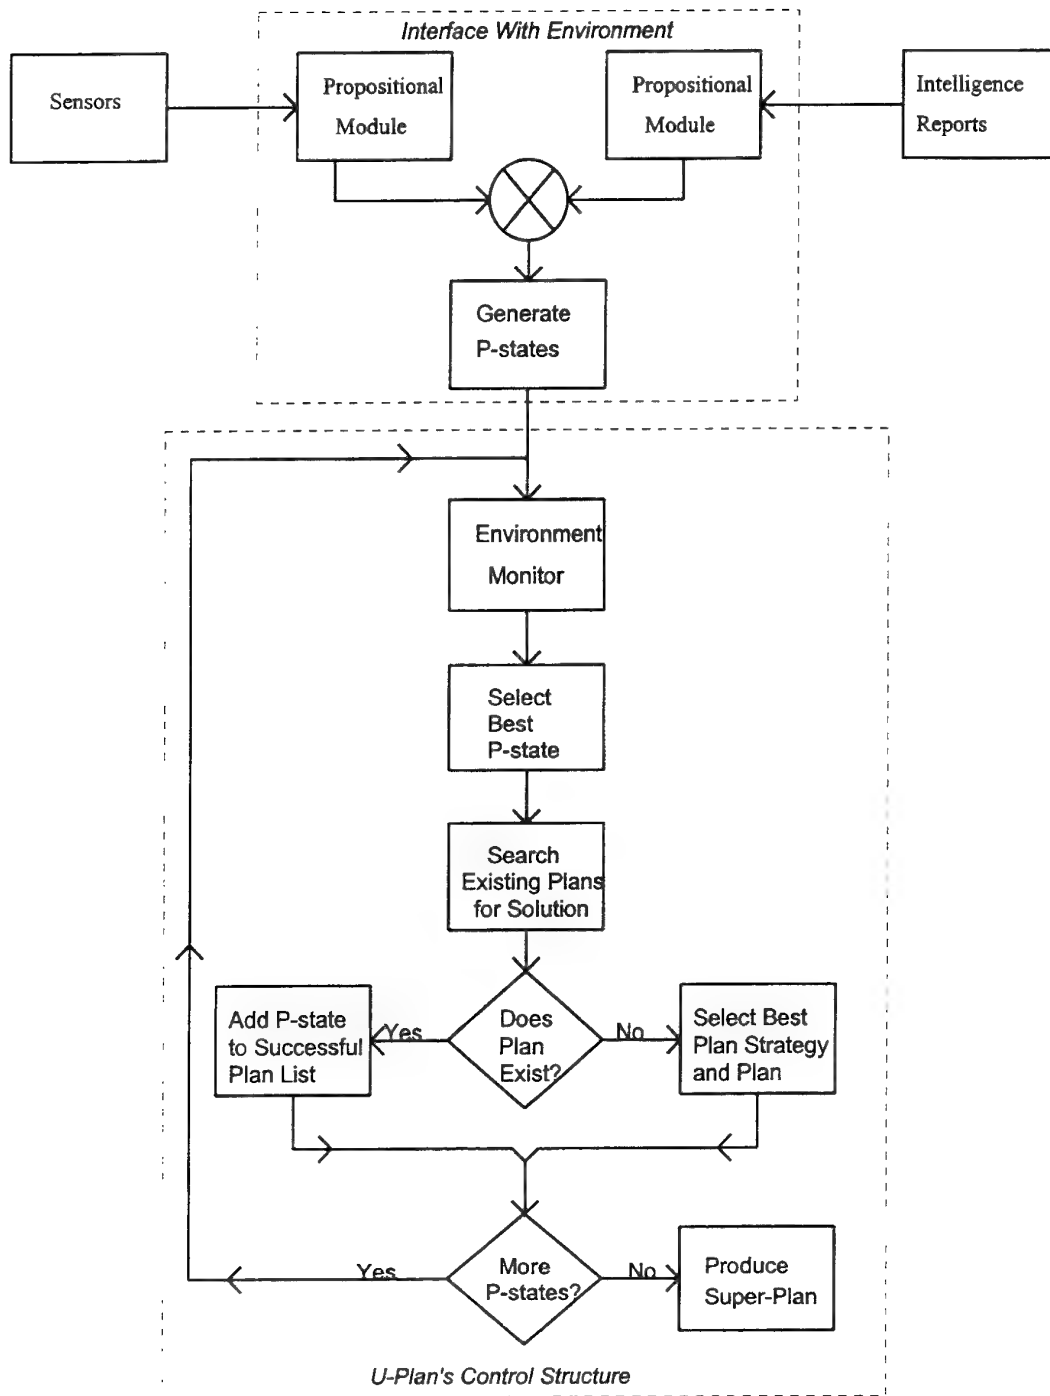 Interface With Environment
Sensors
Propositional
Module
Propositional
Module
Intelligence
Reports
Generate
P-states
Environment
Monitor
Select
Best
P-state
Search
Existing Plans
for Solution
Does
Plan
Exist?
Yes
No
Add P-state
to Successful
Plan List
Select Best
Plan Strategy
and Plan
More
P-states?
Yes
No
Produce
Super-Plan
U-Plan's Control Structure